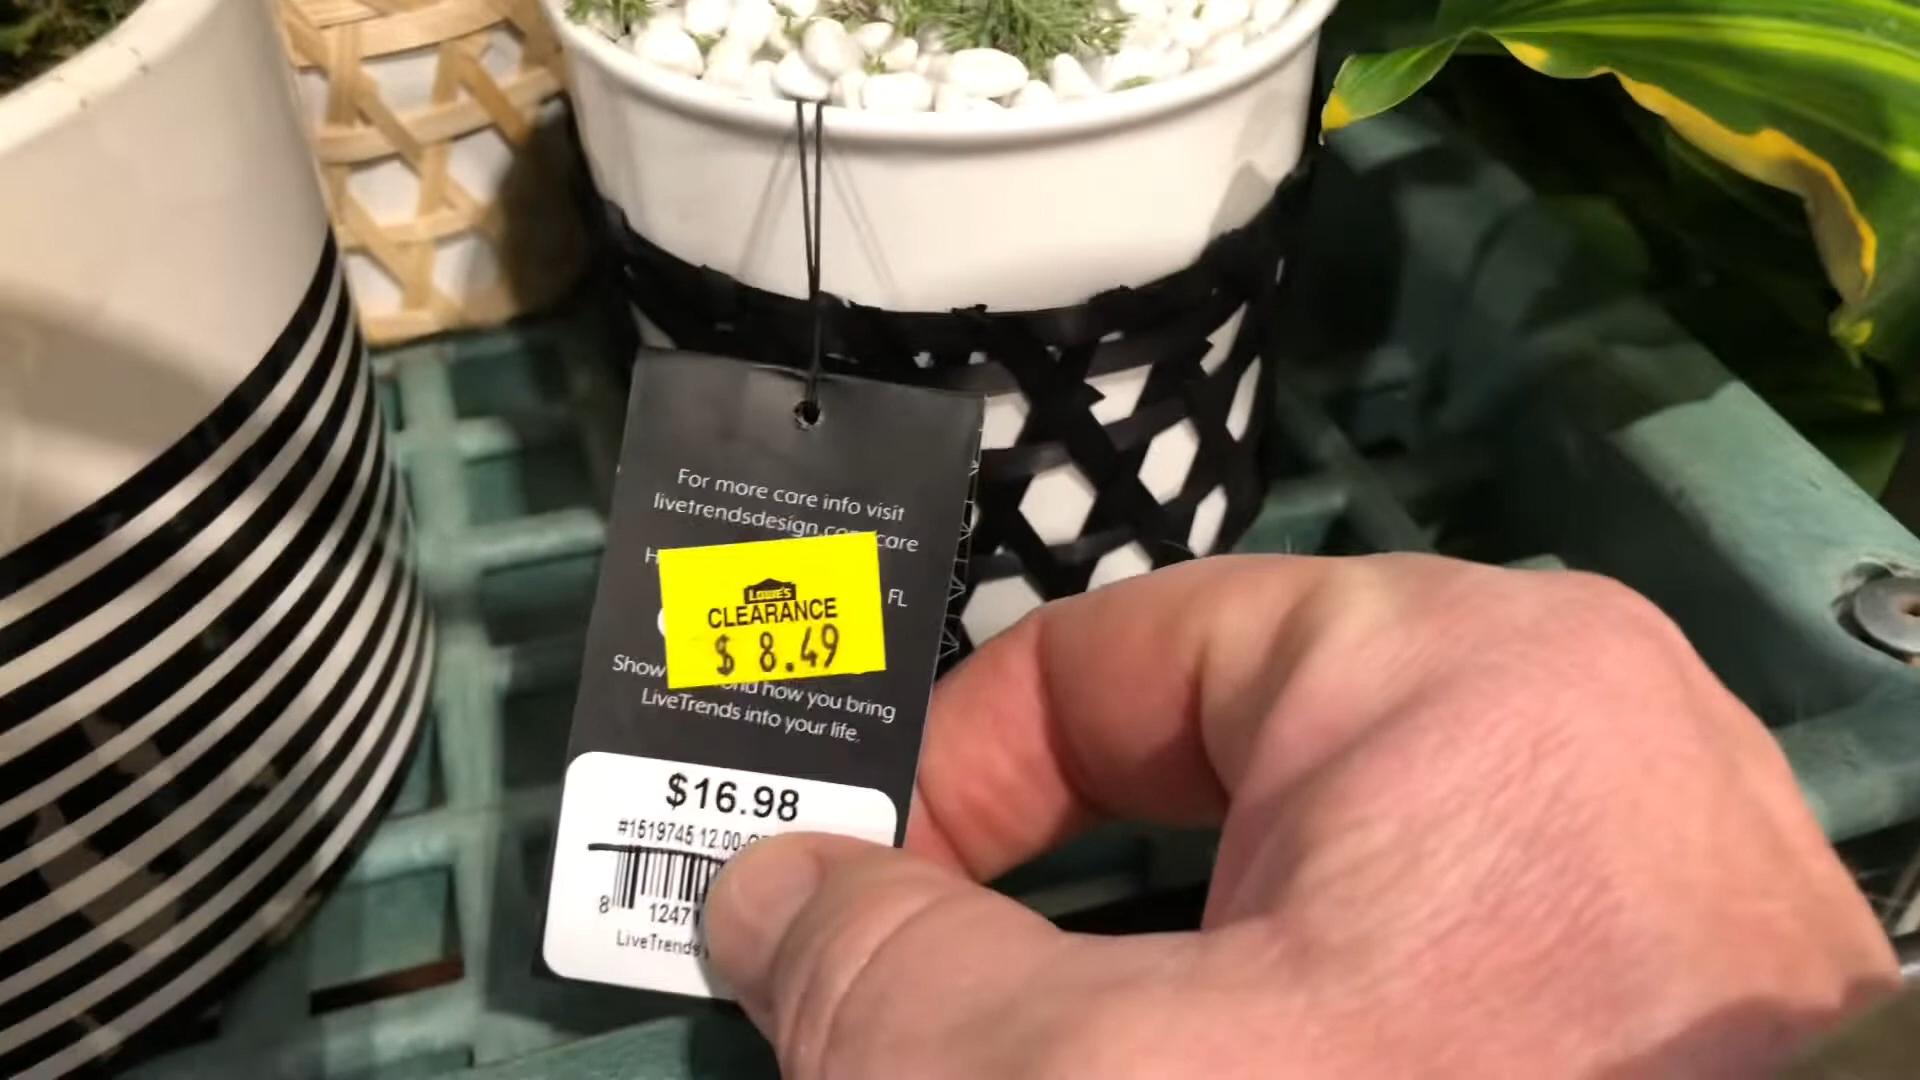 For more care info visit
livetrendsdesign.co care
H FL
LOWE'S
CLEARANCE
$ 8.49
Show how you bring
LiveTrends into your life.
$16.98
#1519745 12.00-
8 1247
LiveTrends